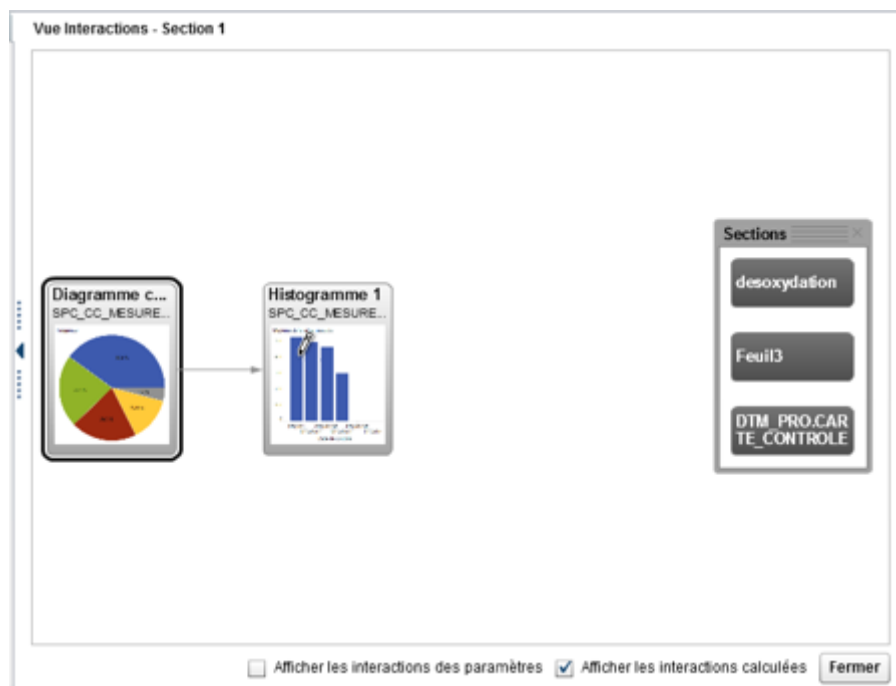 Vue Interactions - Section 1
Sections
desoxydation
Diagramme c...
SPC_CC_MESURE...
Histogramme 1
SPC_CC_MESURE...
Feuil3
DTM_PRO.CAR
TE_CONTROLE
Afficher les interactions des paramètres
Afficher les interactions calculées
Fermer